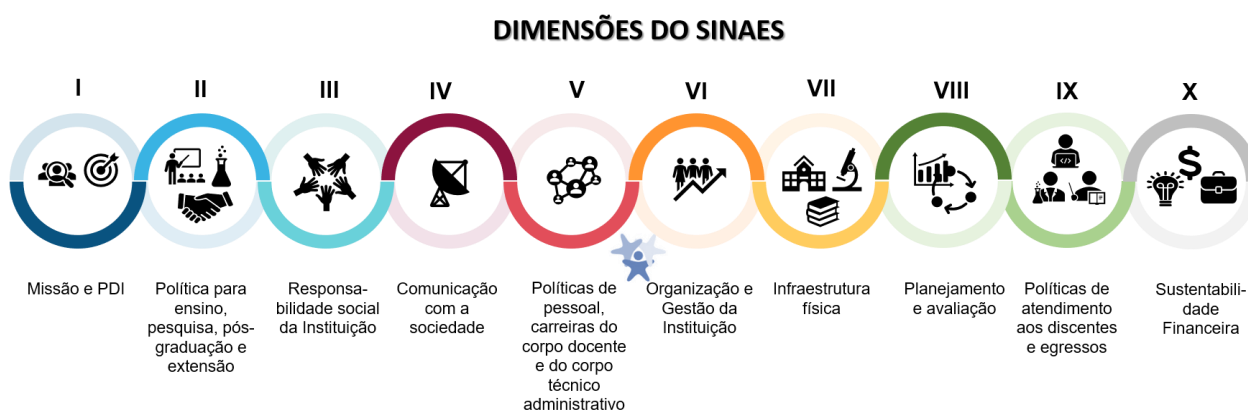 DIMENSÕES DO SINAES
I
II
III
IV
V
VI
VII
VIII
IX
X
Missão e PDI
Política para
ensino,
pesquisa, pós-
graduação e
extensão
Responsa-
bilidade social
da Instituição
Comunicação
com a
sociedade
Políticas de
pessoal,
carreiras do
corpo docente
e do corpo
técnico
administrativo
Organização e
Gestão da
Instituição
Infraestrutura
física
Planejamento
e avaliação
Políticas de
atendimento
aos discentes
e egressos
Sustentabili-
dade
Financeira